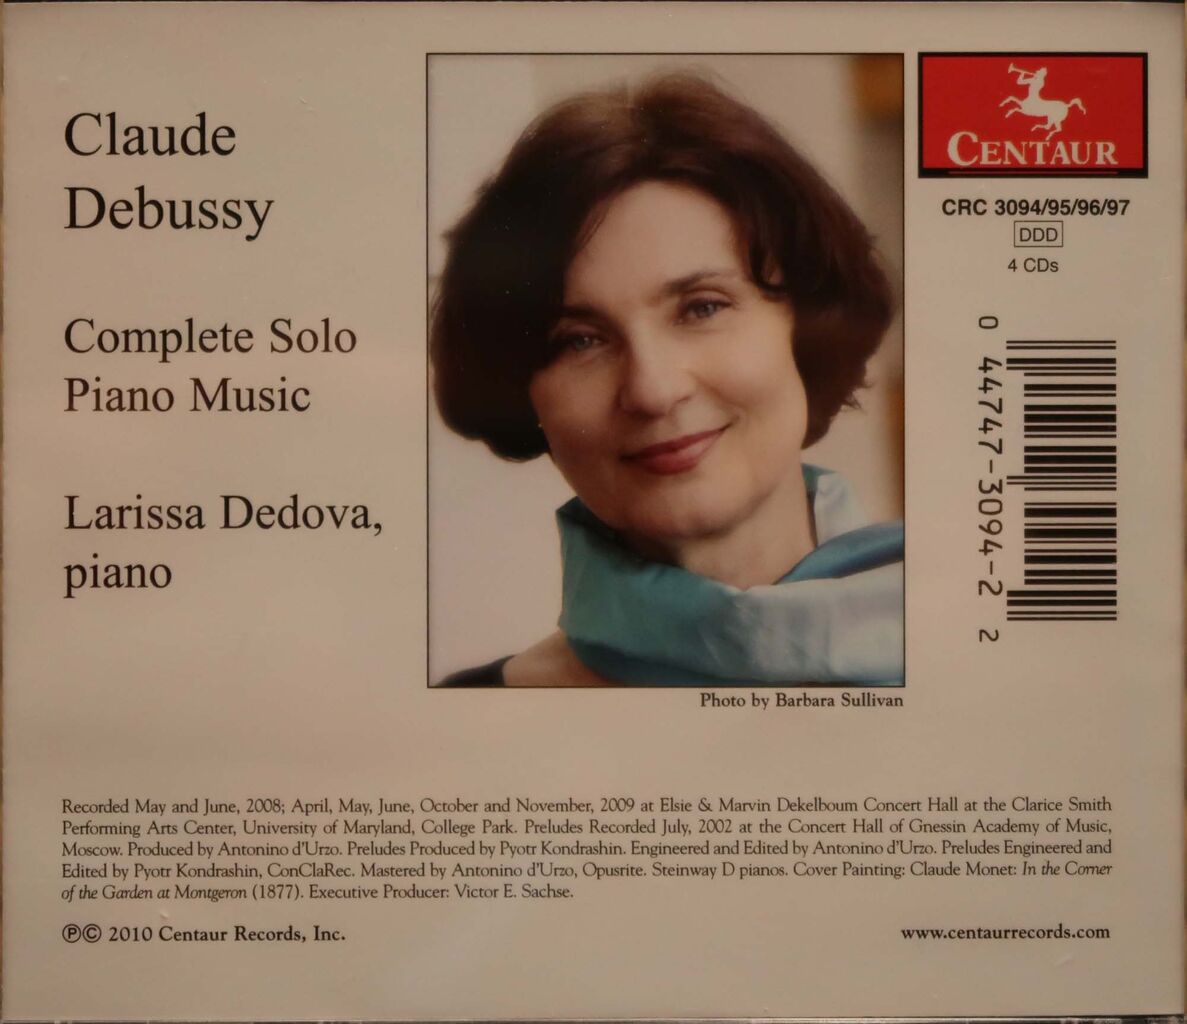 Claude
Debussy
Complete Solo
Piano Music
Larissa Dedova,
piano
CENTAUR
CRC 3094/95/96/97
DDD
4 CDs
0 44747-3094-2 2
Photo by Barbara Sullivan
Recorded May and June, 2008; April, May, June, October and November, 2009 at Elsie & Marvin Dekelboum Concert Hall at the Clarice Smith
Performing Arts Center, University of Maryland, College Park. Preludes Recorded July, 2002 at the Concert Hall of Gnessin Academy of Music,
Moscow. Produced by Antonino d'Urzo. Preludes Produced by Pyotr Kondrashin. Engineered and Edited by Antonino d'Urzo. Preludes Engineered and
Edited by Pyotr Kondrashin, ConClaRec. Mastered by Antonino d'Urzo, Opusrite. Steinway D pianos. Cover Painting: Claude Monet: In the Corner
of the Garden at Montgeron (1877). Executive Producer: Victor E. Sachse.
℗© 2010 Centaur Records, Inc.
www.centaurrecords.com